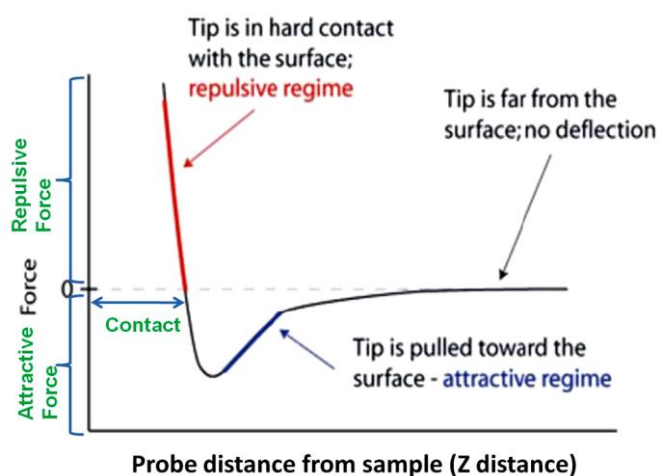 Tip is in hard contact
with the surface;
repulsive regime
Tip is far from the
surface; no deflection
Repulsive
Force
0
Force
Contact
Attractive
Force
Tip is pulled toward the
surface - attractive regime
Probe distance from sample (Z distance)